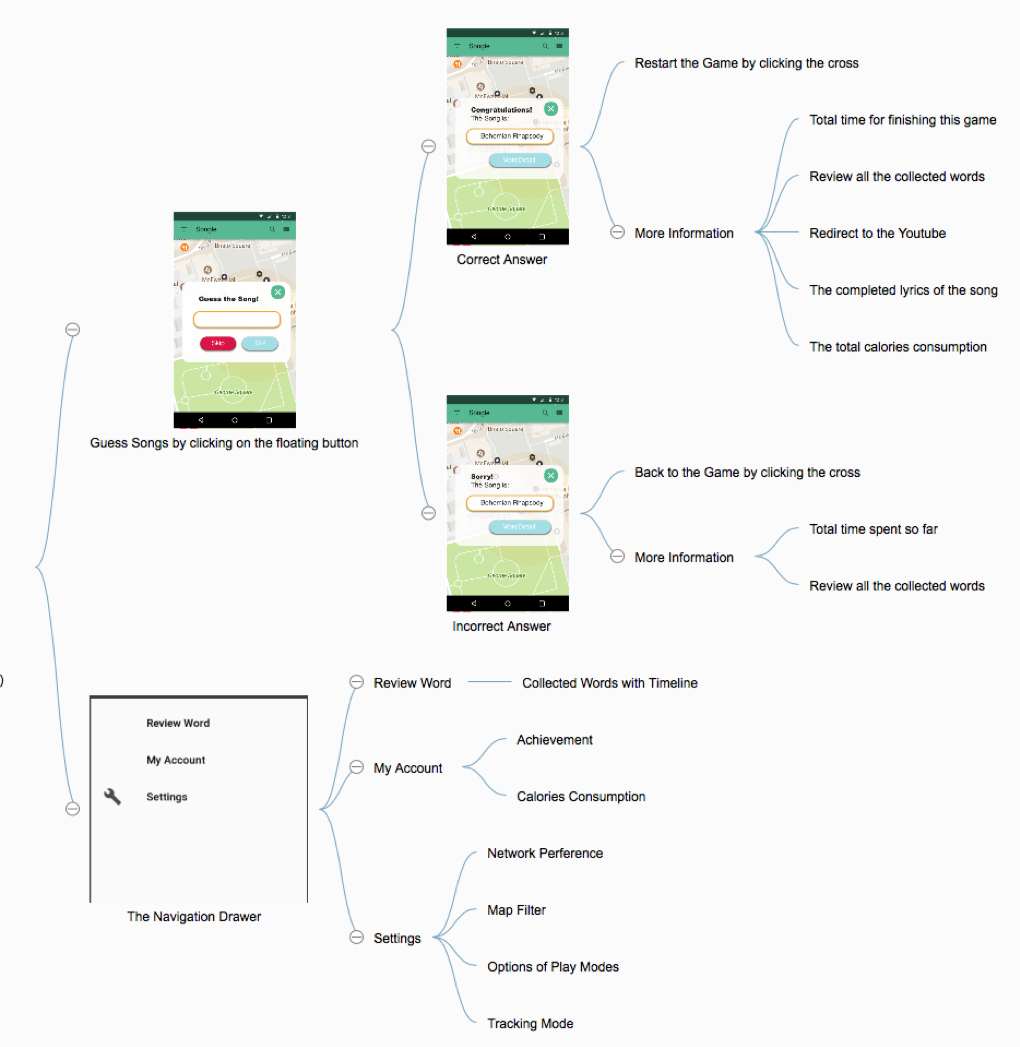 Songle
Congratulations!
The Song is:
Bohemian Rhapsody
More Detail
George Square
Correct Answer
Restart the Game by clicking the cross
More Information
Total time for finishing this game
Review all the collected words
Redirect to the Youtube
The completed lyrics of the song
The total calories consumption
Songle
Bristo Square
Guess the Song!
Skip
Go!
George Square
Guess Songs by clicking on the floating button
Songle
Bristo Square
Sorry!
The Song is:
Bohemian Rhapsody
More Detail
George Square
Incorrect Answer
Back to the Game by clicking the cross
More Information
Total time spent so far
Review all the collected words
)
Review Word
My Account
Settings
The Navigation Drawer
Review Word
Collected Words with Timeline
My Account
Achievement
Calories Consumption
Settings
Network Perference
Map Filter
Options of Play Modes
Tracking Mode